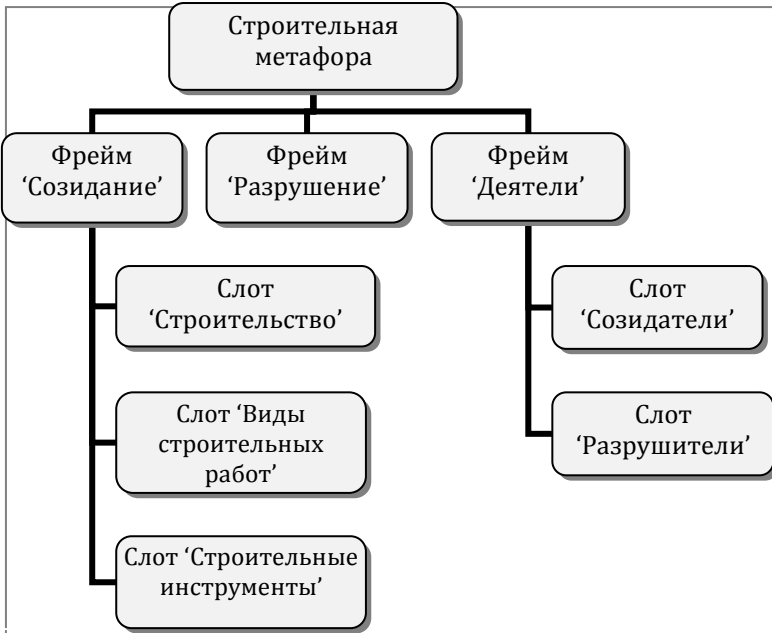 Строительная
метафора
Фрейм
‘Созидание’
Фрейм
‘Разрушение’
Фрейм
‘Деятели’
Слот
‘Строительство’
Слот ‘Виды
строительных
работ’
Слот ‘Строительные
инструменты’
Слот
‘Созидатели’
Слот
‘Разрушители’